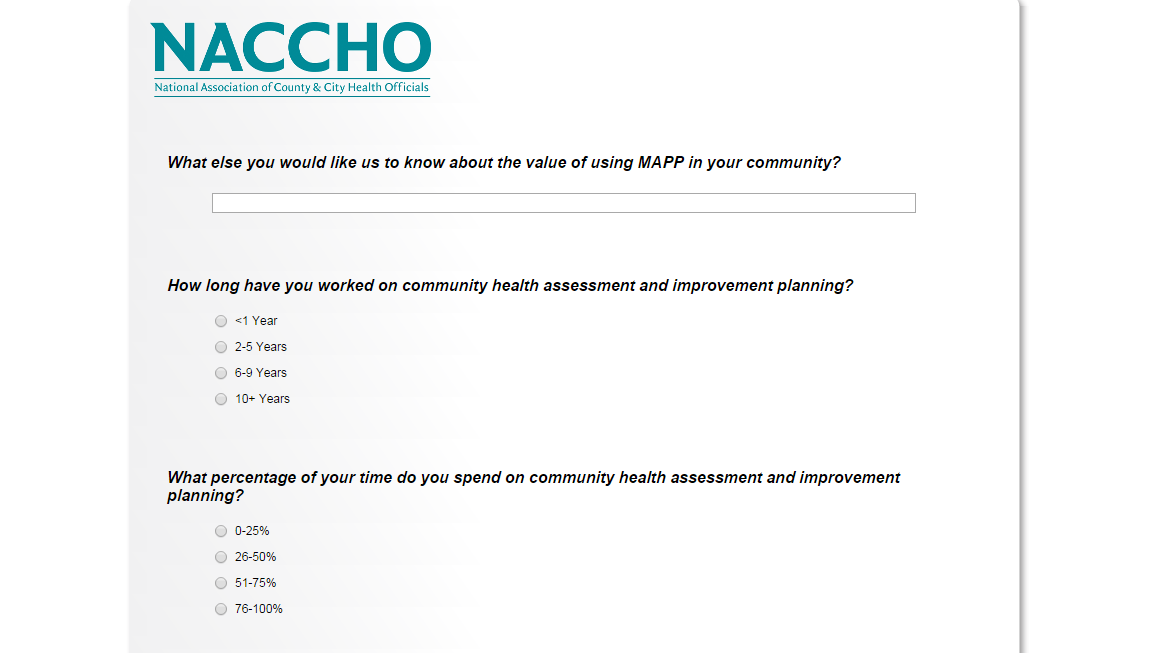 NACCHO
National Association of County & City Health Officials
What else you would like us to know about the value of using MAPP in your community?
How long have you worked on community health assessment and improvement planning?
<1 Year
2-5 Years
6-9 Years
10+ Years
What percentage of your time do you spend on community health assessment and improvement
planning?
0-25%
26-50%
51-75%
76-100%